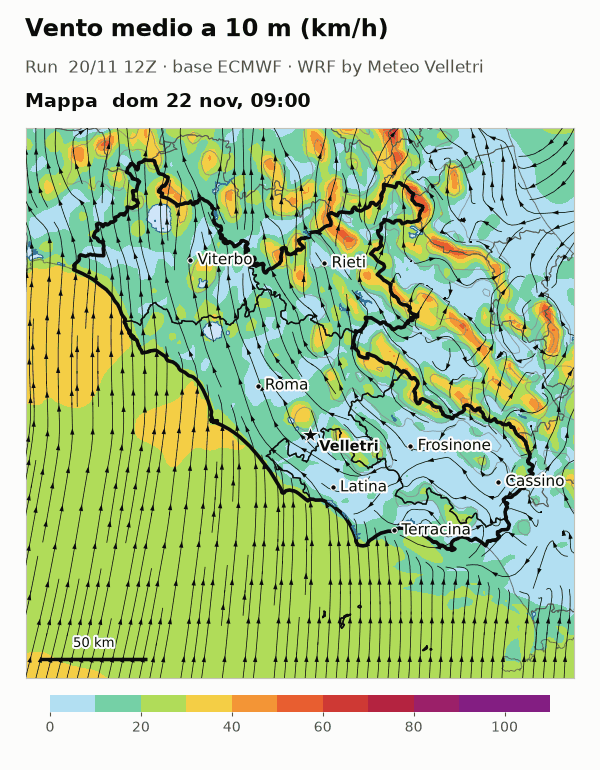 Vento medio a 10 m (km/h)
Run  20/11 12Z · base ECMWF · WRF by Meteo Velletri
Mappa  dom 22 nov, 09:00
Viterbo
Rieti
Roma
Velletri
Frosinone
Cassino
Latina
Terracina
50 km
0 20 40 60 80 100